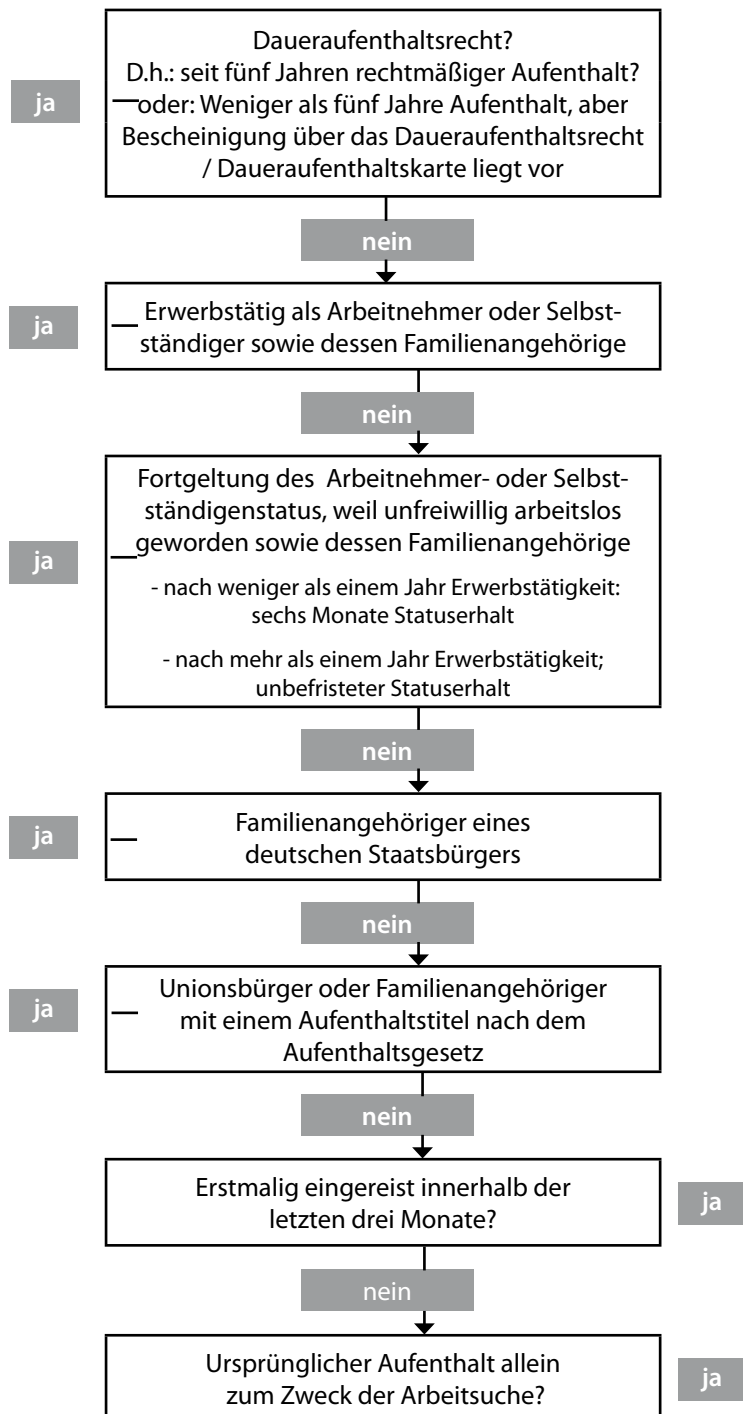 Daueraufenthaltsrecht?
D.h.: seit fünf Jahren rechtmäßiger Aufenthalt?
ja
oder: Weniger als fünf Jahre Aufenthalt, aber
Bescheinigung über das Daueraufenthaltsrecht
/ Daueraufenthaltskarte liegt vor
nein
ja
Erwerbstätig als Arbeitnehmer oder Selbst-
ständiger sowie dessen Familienangehörige
nein
Fortgeltung des Arbeitnehmer- oder Selbst-
ständigenstatus, weil unfreiwillig arbeitslos
geworden sowie dessen Familienangehörige
ja
- nach weniger als einem Jahr Erwerbstätigkeit:
sechs Monate Statuserhalt
- nach mehr als einem Jahr Erwerbstätigkeit;
unbefristeter Statuserhalt
nein
ja
Familienangehöriger eines
deutschen Staatsbürgers
nein
ja
Unionsbürger oder Familienangehöriger
mit einem Aufenthaltstitel nach dem
Aufenthaltsgesetz
nein
Erstmalig eingereist innerhalb der
letzten drei Monate?
ja
nein
Ursprünglicher Aufenthalt allein
zum Zweck der Arbeitsuche?
ja